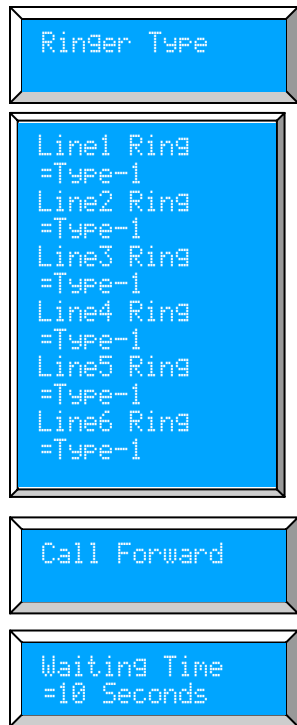 Ringer Type
Line1 Ring
=Type-1
Line2 Ring
=Type-1
Line3 Ring
=Type-1
Line4 Ring
=Type-1
Line5 Ring
=Type-1
Line6 Ring
=Type-1
Call Forward
Waiting Time
=10 Seconds